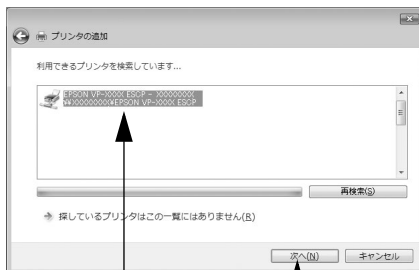 プリンタの追加
利用できるプリンタを検索しています...
EPSON VP-XXXX ESCP - XXXXXXXX
¥¥XXXXXXXX¥EPSON VP-XXXX ESCP
再検索(S)
探しているプリンタはこの一覧にはありません(R)
次へ(N)
キャンセル